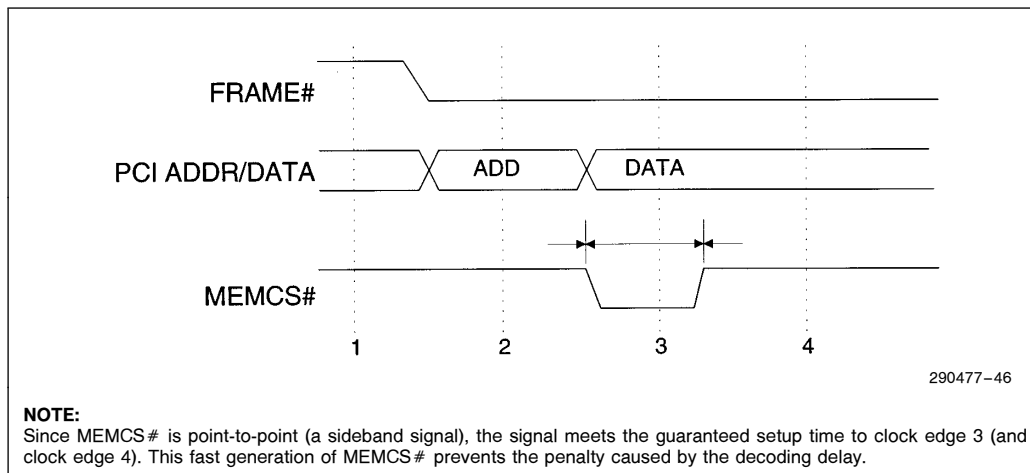 FRAME#
PCI ADDR/DATA ADD DATA
MEMCS#
1 2 3 4
290477–46
NOTE:
Since MEMCS# is point-to-point (a sideband signal), the signal meets the guaranteed setup time to clock edge 3 (and
clock edge 4). This fast generation of MEMCS# prevents the penalty caused by the decoding delay.